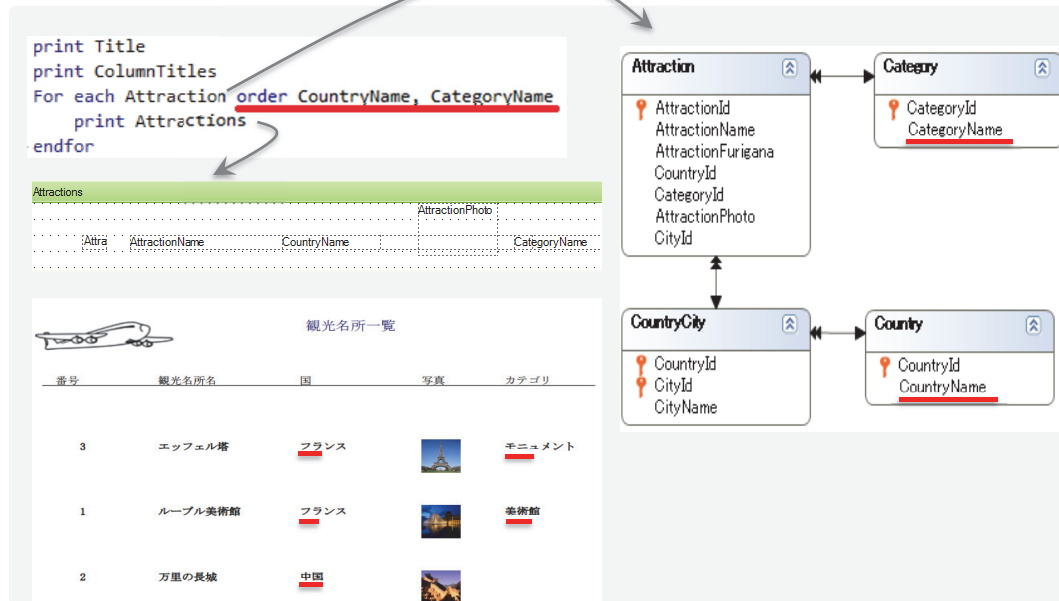 print Title
print ColumnTitles
For each Attraction order CountryName, CategoryName
print Attractions
endfor
Attractions
AttractionPhoto
Attra
AttractionName
CountryName
CategoryName
観光名所一覧
番号 観光名所名 国 写真 カテゴリ
3 エッフェル塔 フランス モニュメント
1 ルーブル美術館 フランス 美術館
2 万里の長城 中国
Attraction
AttractionId
AttractionName
AttractionFurigana
CountryId
CategoryId
AttractionPhoto
CityId
Category
CategoryId
CategoryName
CountryCity
CountryId
CityId
CityName
Country
CountryId
CountryName